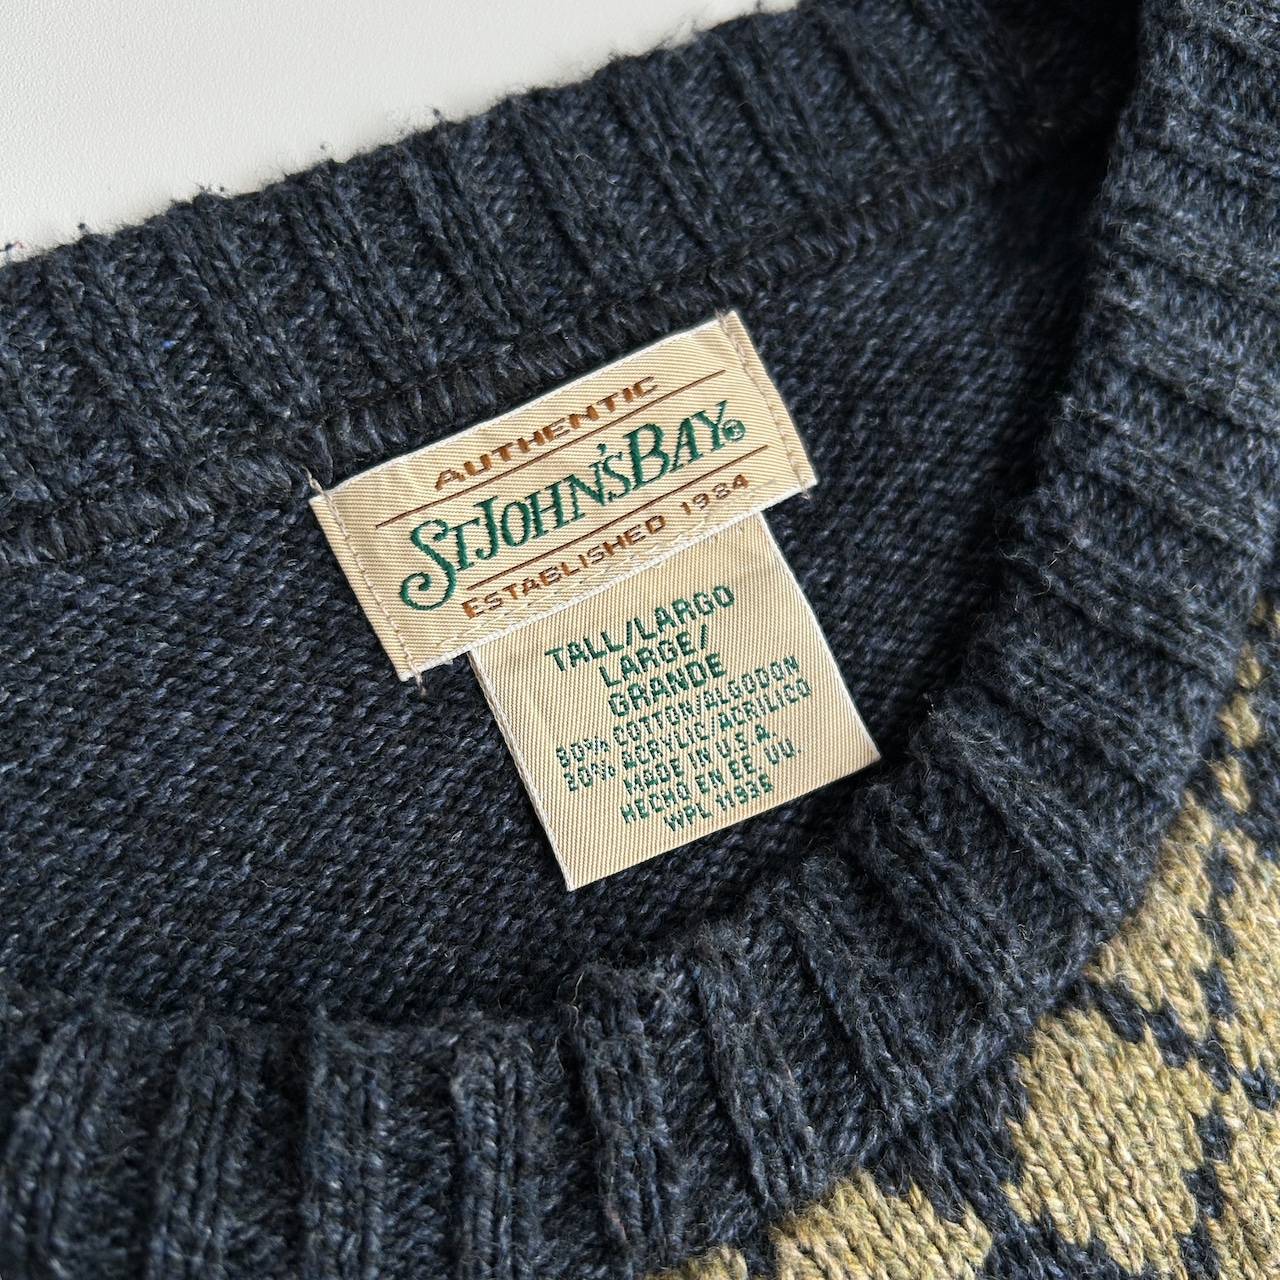 AUTHENTIC
ST.JOHN'SBAY®
ESTABLISHED 1984
TALL/LARGO
LARGE/
GRANDE
80% COTTON/ALGODON
20% ACRYLIC/ACRILICO
MADE IN U.S.A.
HECHO EN EE. UU.
WPL 11936